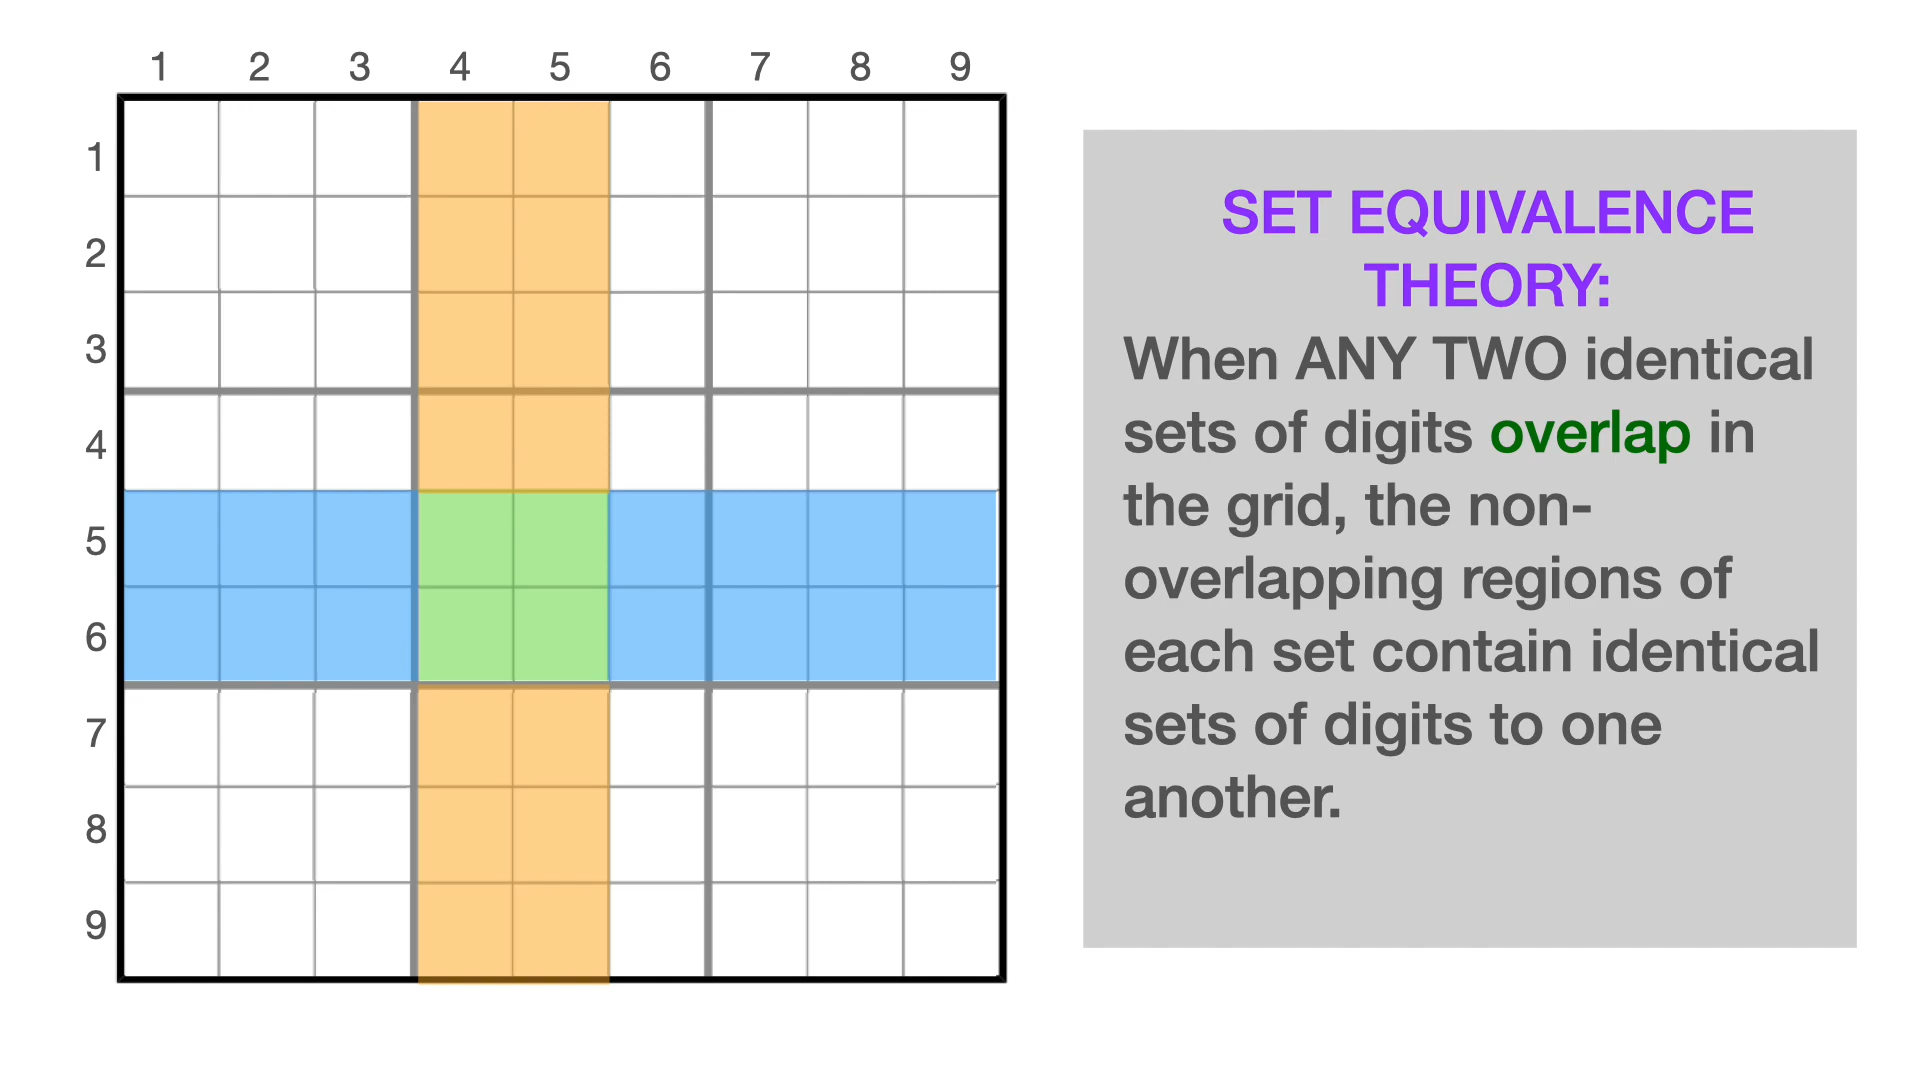 1 2 3 4 5 6 7 8 9
1
2
3
4
5
6
7
8
9
SET EQUIVALENCE
THEORY:
When ANY TWO identical
sets of digits overlap in
the grid, the non-
overlapping regions of
each set contain identical
sets of digits to one
another.